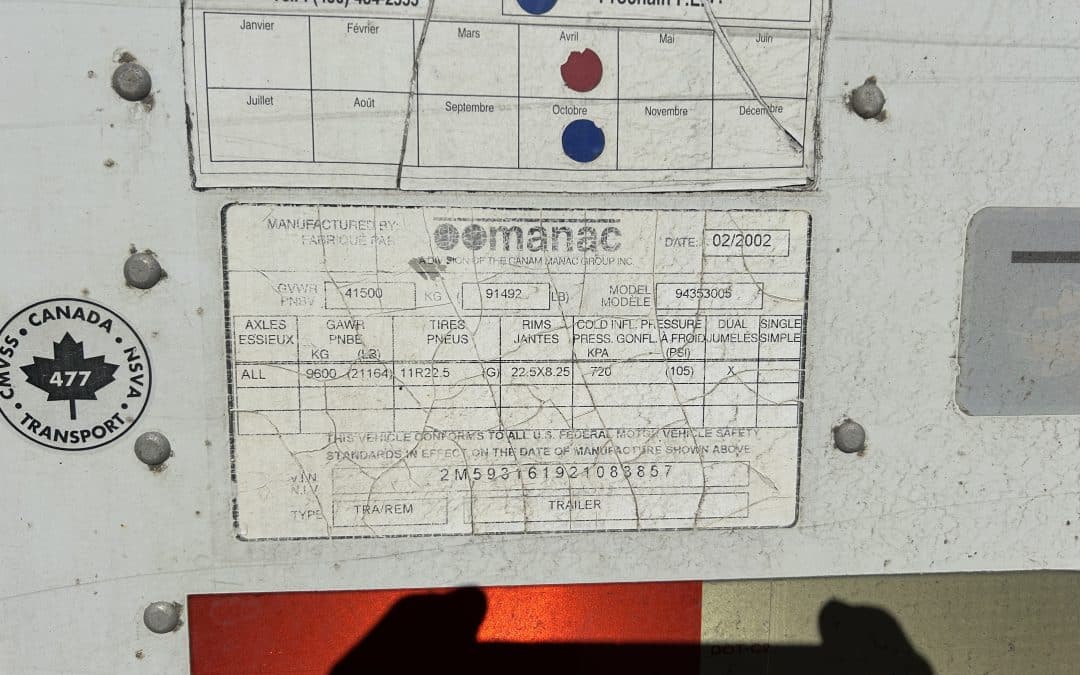 Janvier Février Mars Avril Mai Juin
Juillet Août Septembre Octobre Novembre Décembre
MANUFACTURED BY:
FABRIQUÉ PAR
manac
DATE: 02/2002
A DIVISION OF THE CANAM MANAC GROUP INC.
GVWR
PNBV
41500 KG ( 91492 LB)
MODEL
MODÈLE
94353005
AXLES GAWR TIRES RIMS COLD INFL. PRESSURE DUAL SINGLE
ESSIEUX PNBE PNEUS JANTES PRESS. GONFL. À FROID JUMELÉS SIMPLE
KG (LB) KPA (PSI)
ALL 9600 (21164) 11R22.5 (G) 22.5X8.25 720 (105) X
THIS VEHICLE CONFORMS TO ALL U.S. FEDERAL MOTOR VEHICLE SAFETY
STANDARDS IN EFFECT ON THE DATE OF MANUFACTURE SHOWN ABOVE
V.I.N.
N.I.V.
2M593161921083857
TYPE TRA/REM TRAILER
CANADA
CMVSS • NSVAC
477
TRANSPORT
DOT-C2